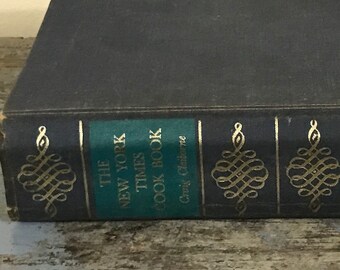 THE
NEW YORK
TIMES
COOK BOOK
Craig Claiborne